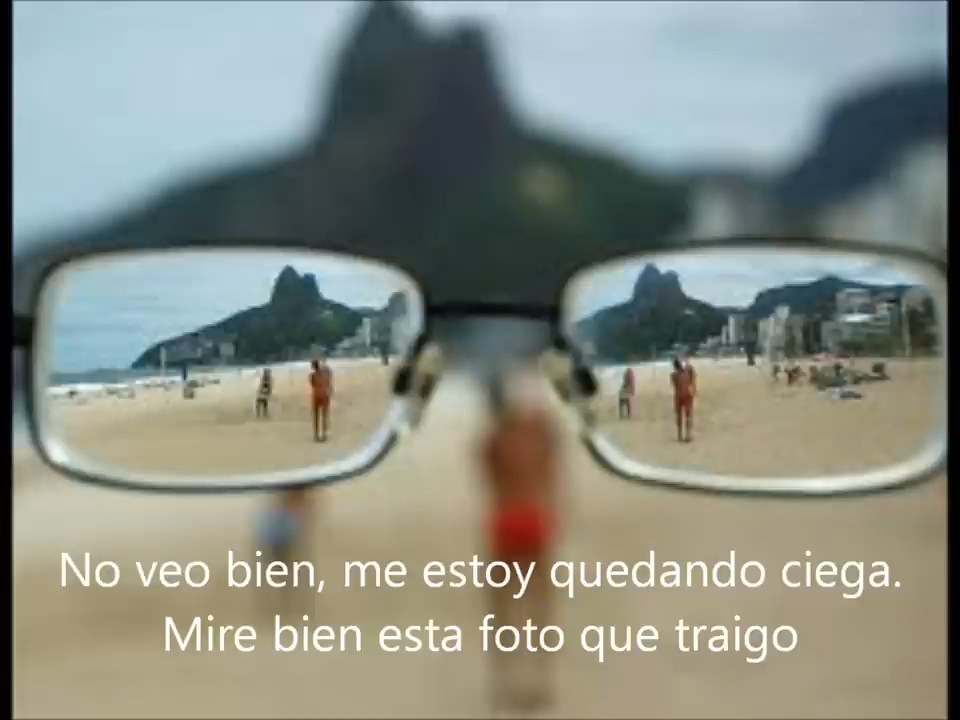 No veo bien, me estoy quedando ciega.
Mire bien esta foto que traigo